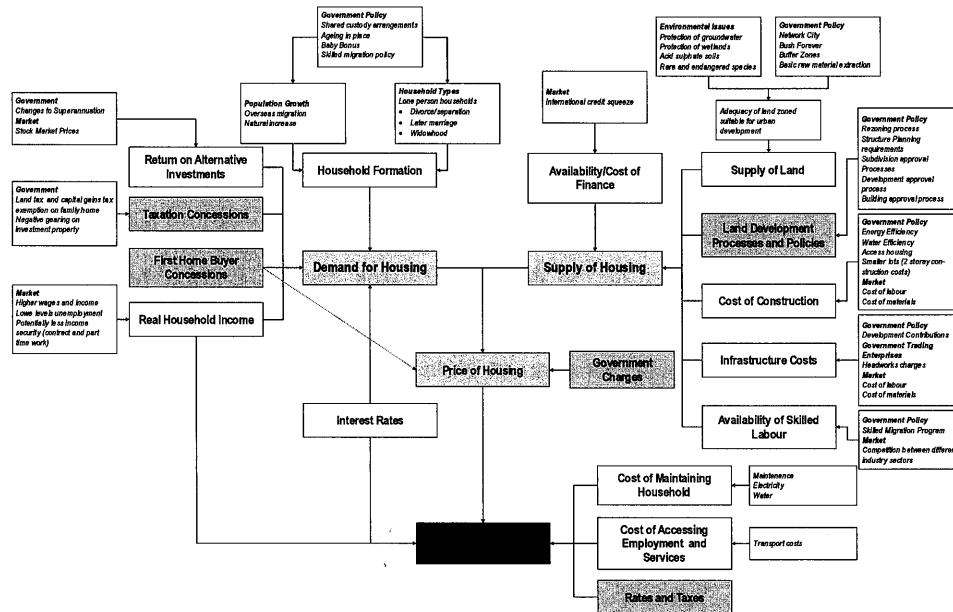 Government Policy
Shared custody arrangements
Ageing in place
Baby Bonus
Skilled migration policy
Environmental Issues
Protection of groundwater
Protection of wetlands
Acid sulphate soils
Rare and endangered species
Government Policy
Network City
Bush Forever
Buffer Zones
Basic raw material extraction
Government
Changes to Superannuation
Market
Stock Market Prices
Population Growth
Overseas migration
Natural increase
Household Types
Lone person households
• Divorce/separation
• Later marriage
• Widowhood
Market
International credit squeeze
Adequacy of land zoned
suitable for urban
development
Government Policy
Rezoning process
Structure Planning
requirements
Subdivision approval
Processes
Development approval
process
Building approval process
Return on Alternative
Investments
Household Formation
Availability/Cost of
Finance
Supply of Land
Government
Land tax and capital gains tax
exemption on family home
Negative gearing on
investment property
Taxation Concessions
Land Development
Processes and Policies
Government Policy
Energy Efficiency
Water Efficiency
Access housing
Smaller lots (2 storey con-
struction costs)
Market
Cost of labour
Cost of materials
First Home Buyer
Concessions
Demand for Housing
Supply of Housing
Cost of Construction
Market
Higher wages and income
Lowe levels unemployment
Potentially less income
security (contract and part
time work)
Real Household Income
Price of Housing
Government
Charges
Infrastructure Costs
Government Policy
Development Contributions
Government Trading
Enterprises
Headworks charges
Market
Cost of labour
Cost of materials
Interest Rates
Availability of Skilled
Labour
Government Policy
Skilled Migration Program
Market
Competition between different
industry sectors
Cost of Maintaining
Household
Maintenence
Electricity
Water
Cost of Accessing
Employment and
Services
Transport costs
Rates and Taxes